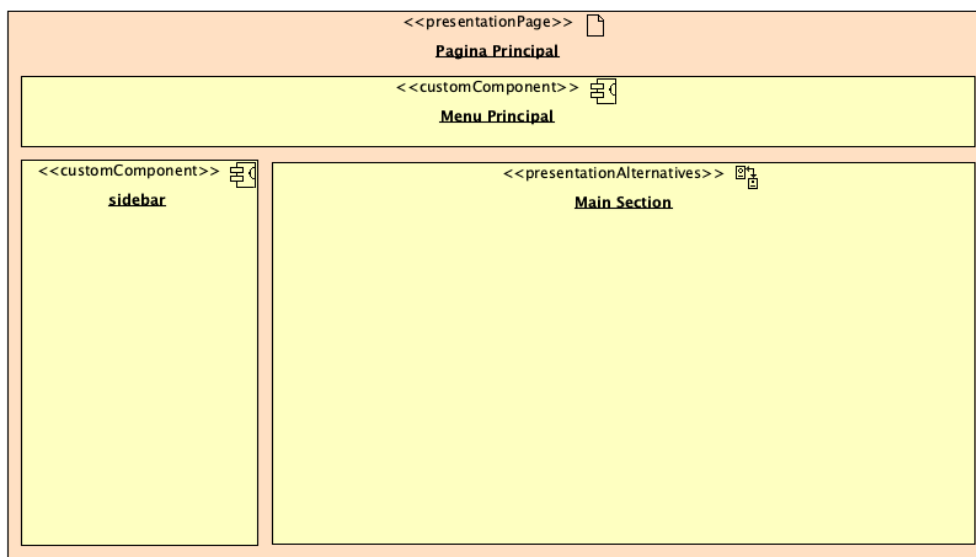 <<presentationPage>>
Pagina Principal
<<customComponent>>
Menu Principal
<<customComponent>>
sidebar
<<presentationAlternatives>>
Main Section